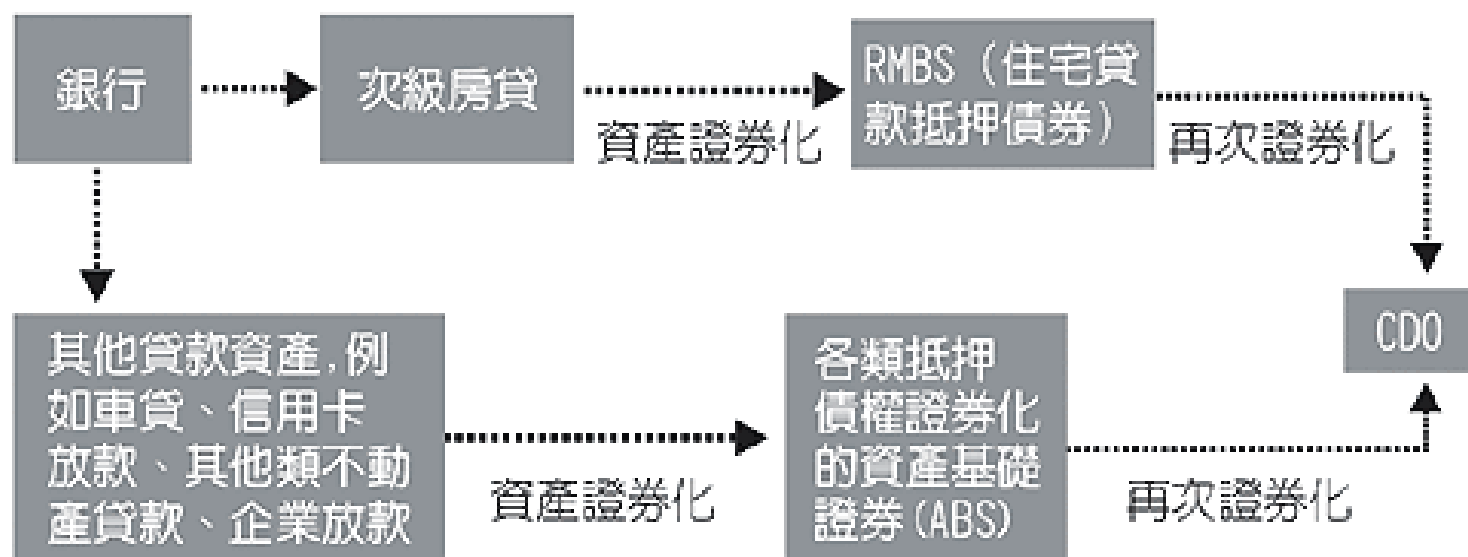 銀行
次級房貸
資產證券化
RMBS (住宅貸
款抵押債券)
再次證券化
CDO
其他貸款資產,例
如車貸、信用卡
放款、其他類不動
產貸款、企業放款
資產證券化
各類抵押
債權證券化
的資產基礎
證券(ABS)
再次證券化